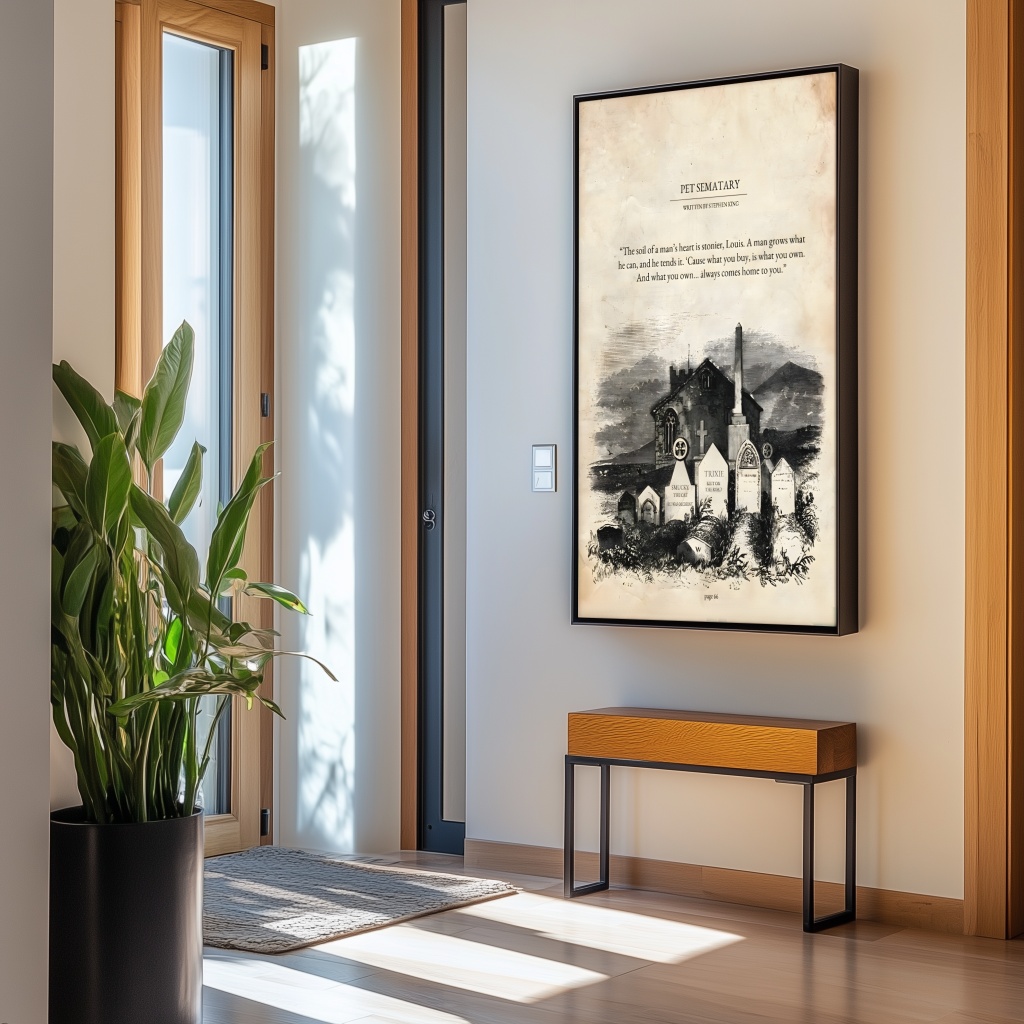 PET SEMATARY
WRITTEN BY STEPHEN KING
“The soil of a man’s heart is stonier, Louis. A man grows what
he can, and he tends it. ‘Cause what you buy, is what you own.
And what you own... always comes home to you.”
TRIXIE
SMUCKY
page 66